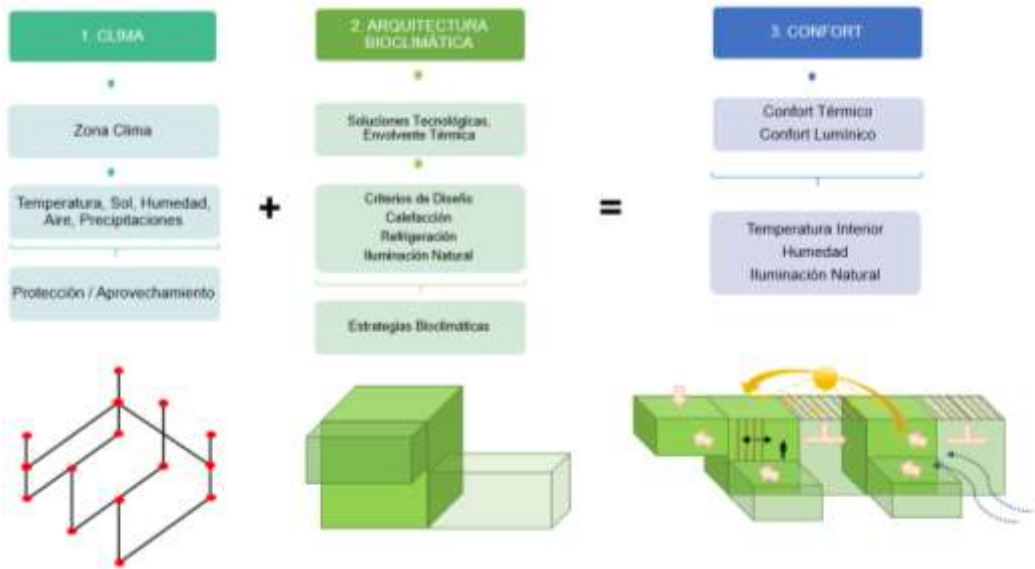 1. CLIMA
Zona Clima
Temperatura, Sol, Humedad,
Aire, Precipitaciones
Protección / Aprovechamiento
+
2. ARQUITECTURA
BIOCLIMÁTICA
Soluciones Tecnológicas,
Envolvente Térmica
Criterios de Diseño
Calefacción
Refrigeración
Iluminación Natural
Estrategias Bioclimáticas
=
3. CONFORT
Confort Térmico
Confort Lumínico
Temperatura Interior
Humedad
Iluminación Natural